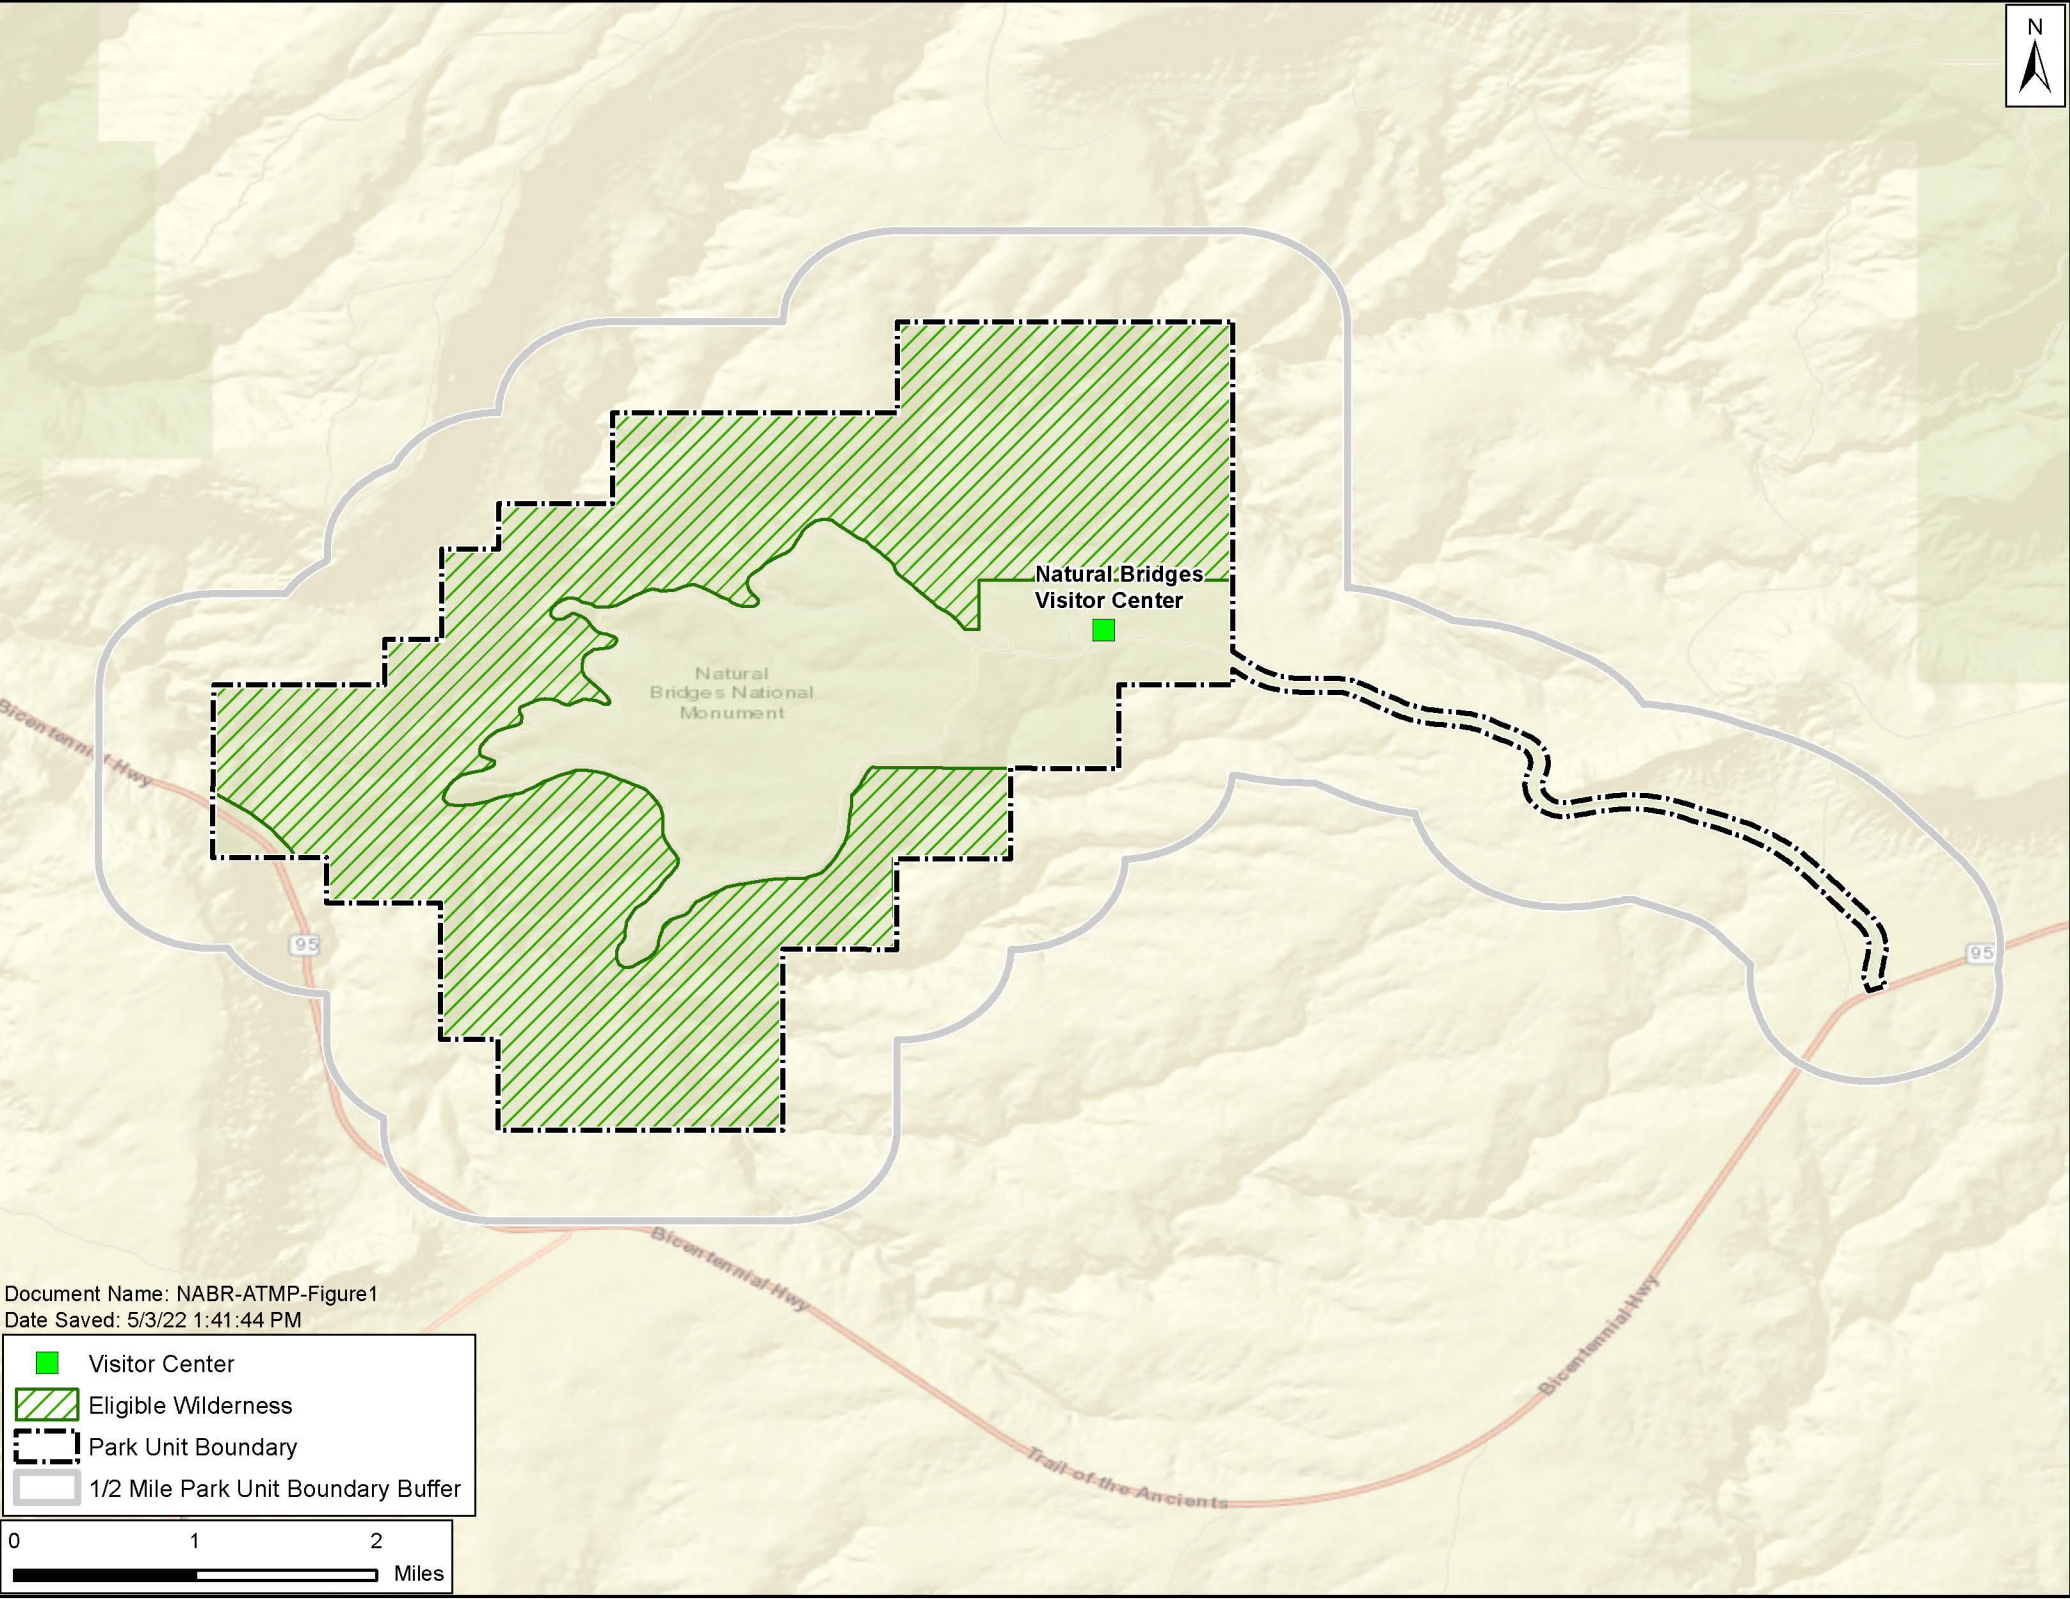 N
Natural Bridges
Visitor Center
Natural
Bridges National
Monument
Bicentennial Hwy
95
95
Bicentennial Hwy
Bicentennial Hwy
Trail of the Ancients
Document Name: NABR-ATMP-Figure1
Date Saved: 5/3/22 1:41:44 PM
Visitor Center
Eligible Wilderness
Park Unit Boundary
1/2 Mile Park Unit Boundary Buffer
0 1 2
Miles